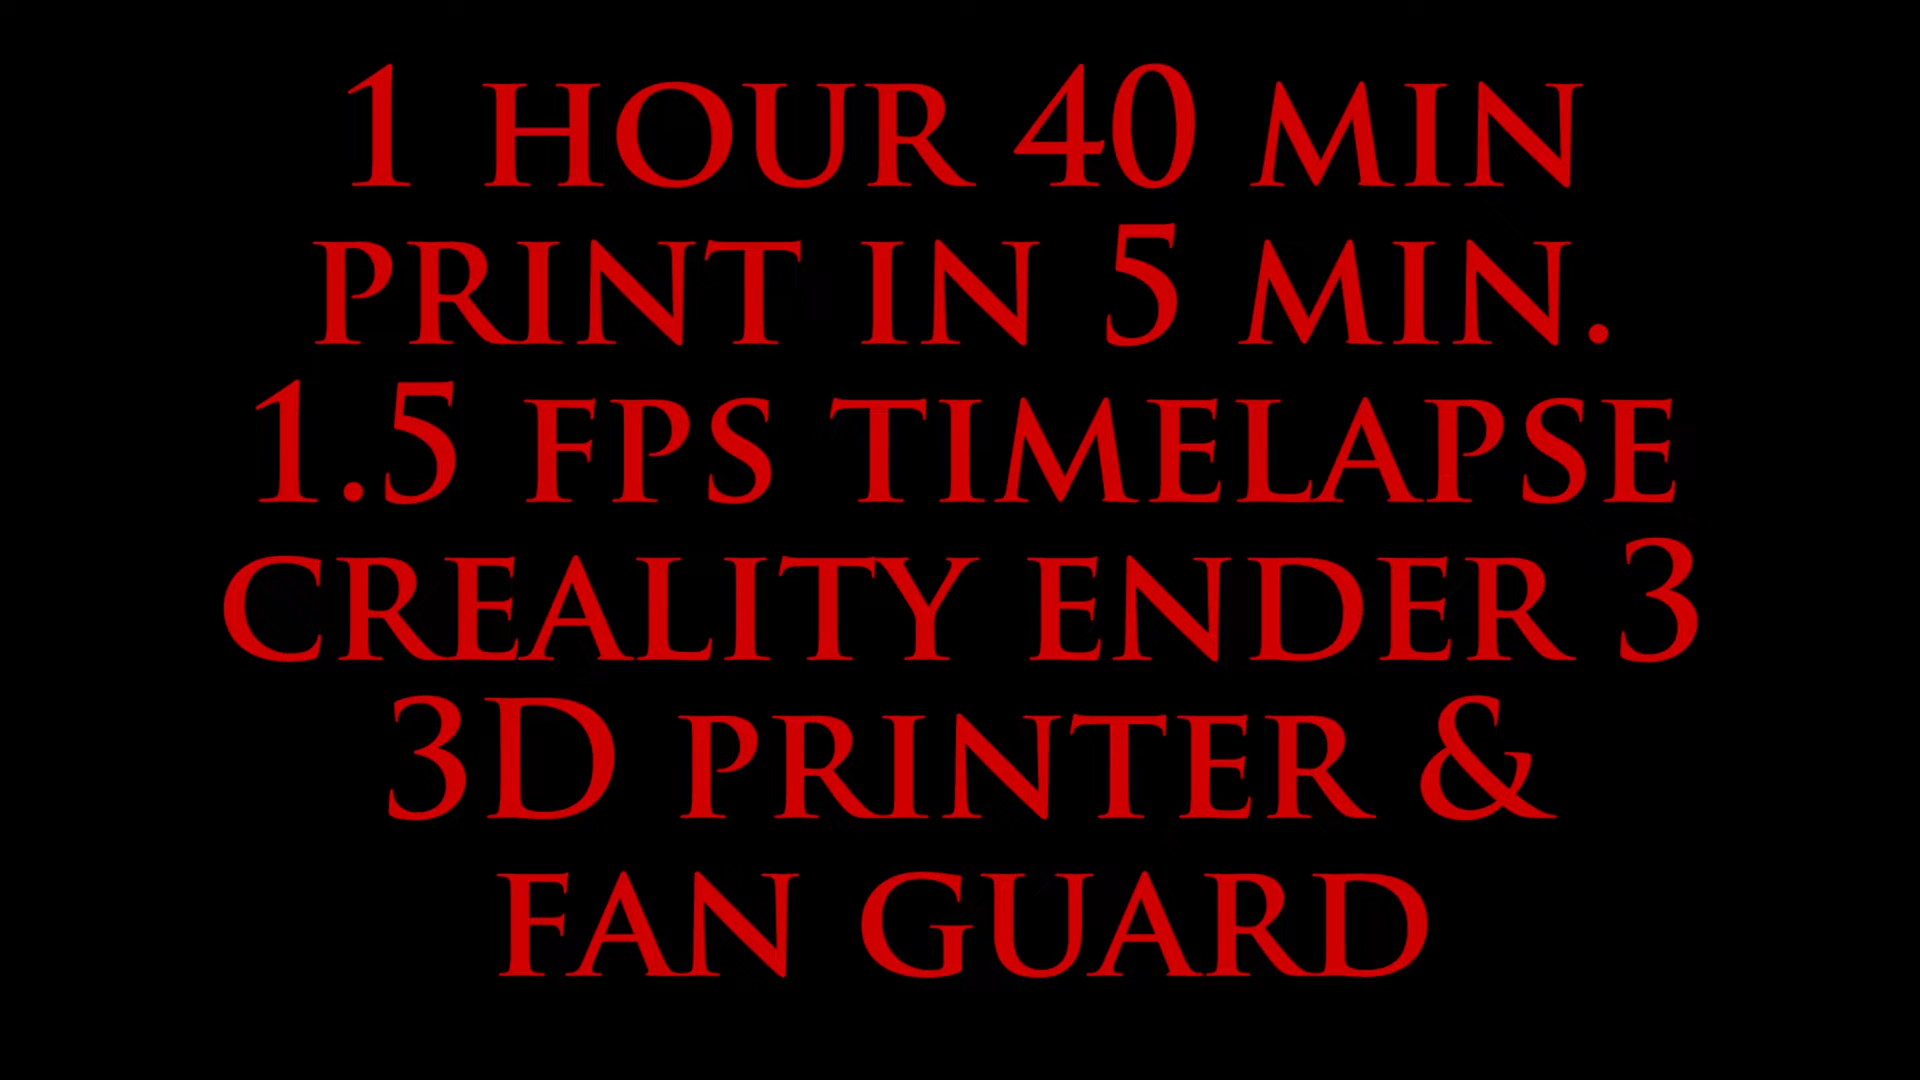 1 HOUR 40 MIN
PRINT IN 5 MIN.
1.5 FPS TIMELAPSE
CREALITY ENDER 3
3D PRINTER &
FAN GUARD